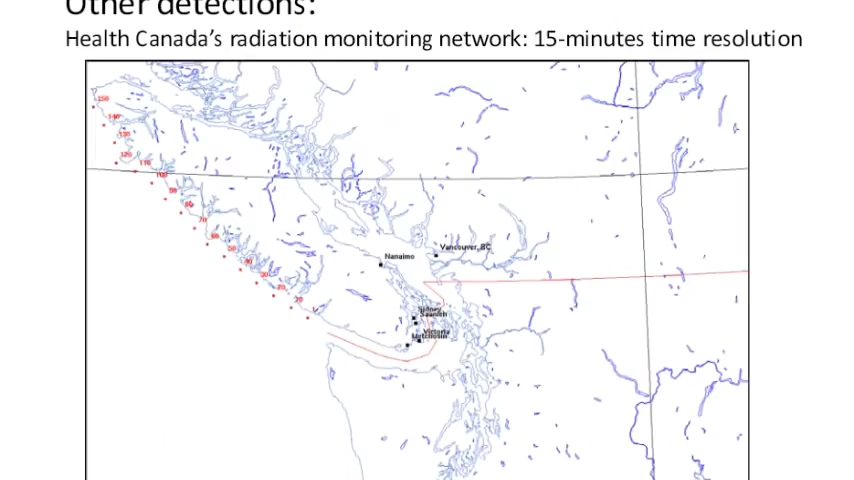 Other detections:
Health Canada's radiation monitoring network: 15-minutes time resolution
150
140
130
120
110
100
90
80
70
60
50
40
30
20
Vancouver, BC
Nanaimo
Sidney
Saanich
Victoria
Metchosin